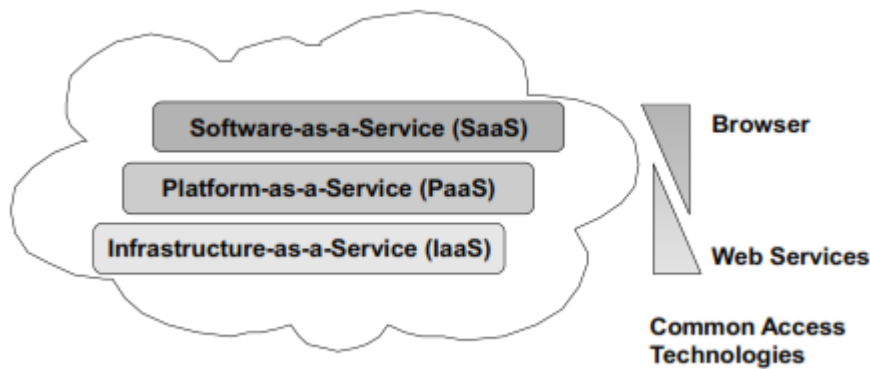 Software-as-a-Service (SaaS)
Browser
Platform-as-a-Service (PaaS)
Infrastructure-as-a-Service (IaaS)
Web Services
Common Access
Technologies